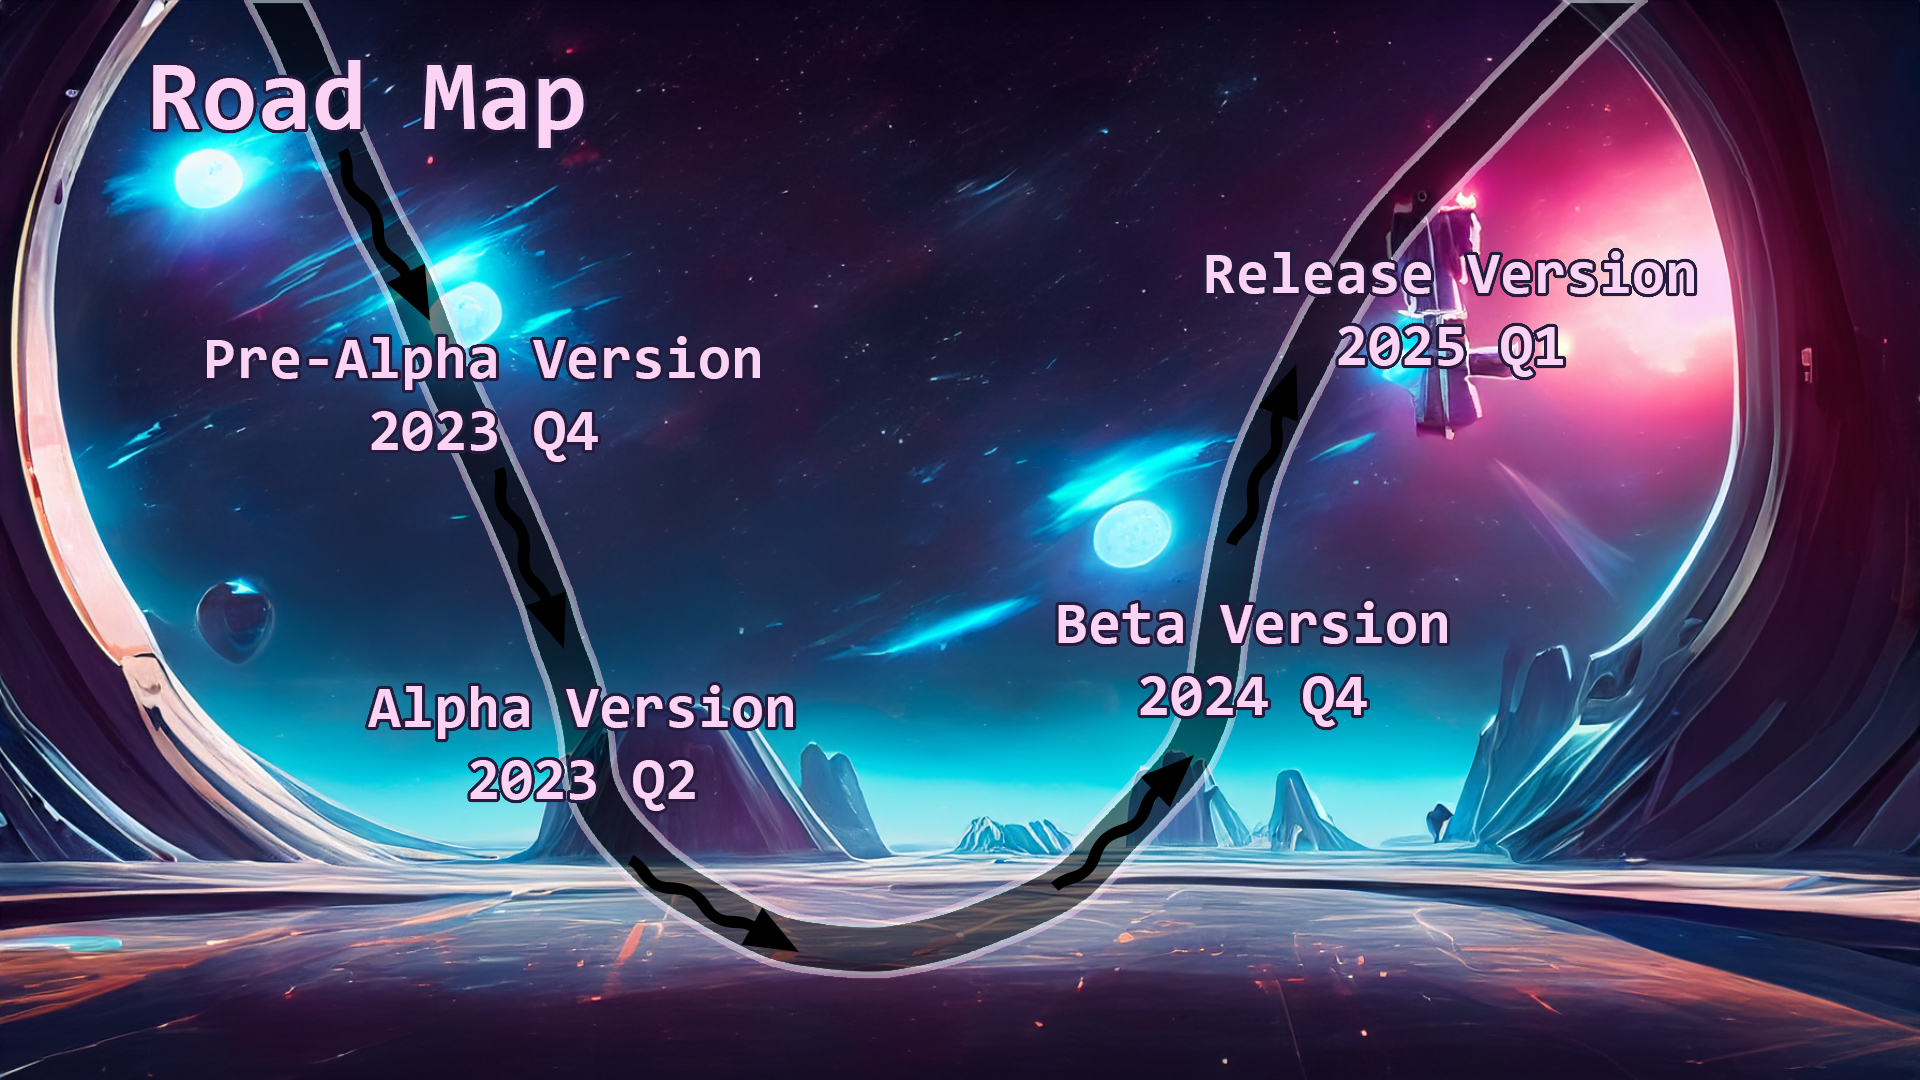 Road Map
Pre-Alpha Version
2023 Q4
Alpha Version
2023 Q2
Beta Version
2024 Q4
Release Version
2025 Q1